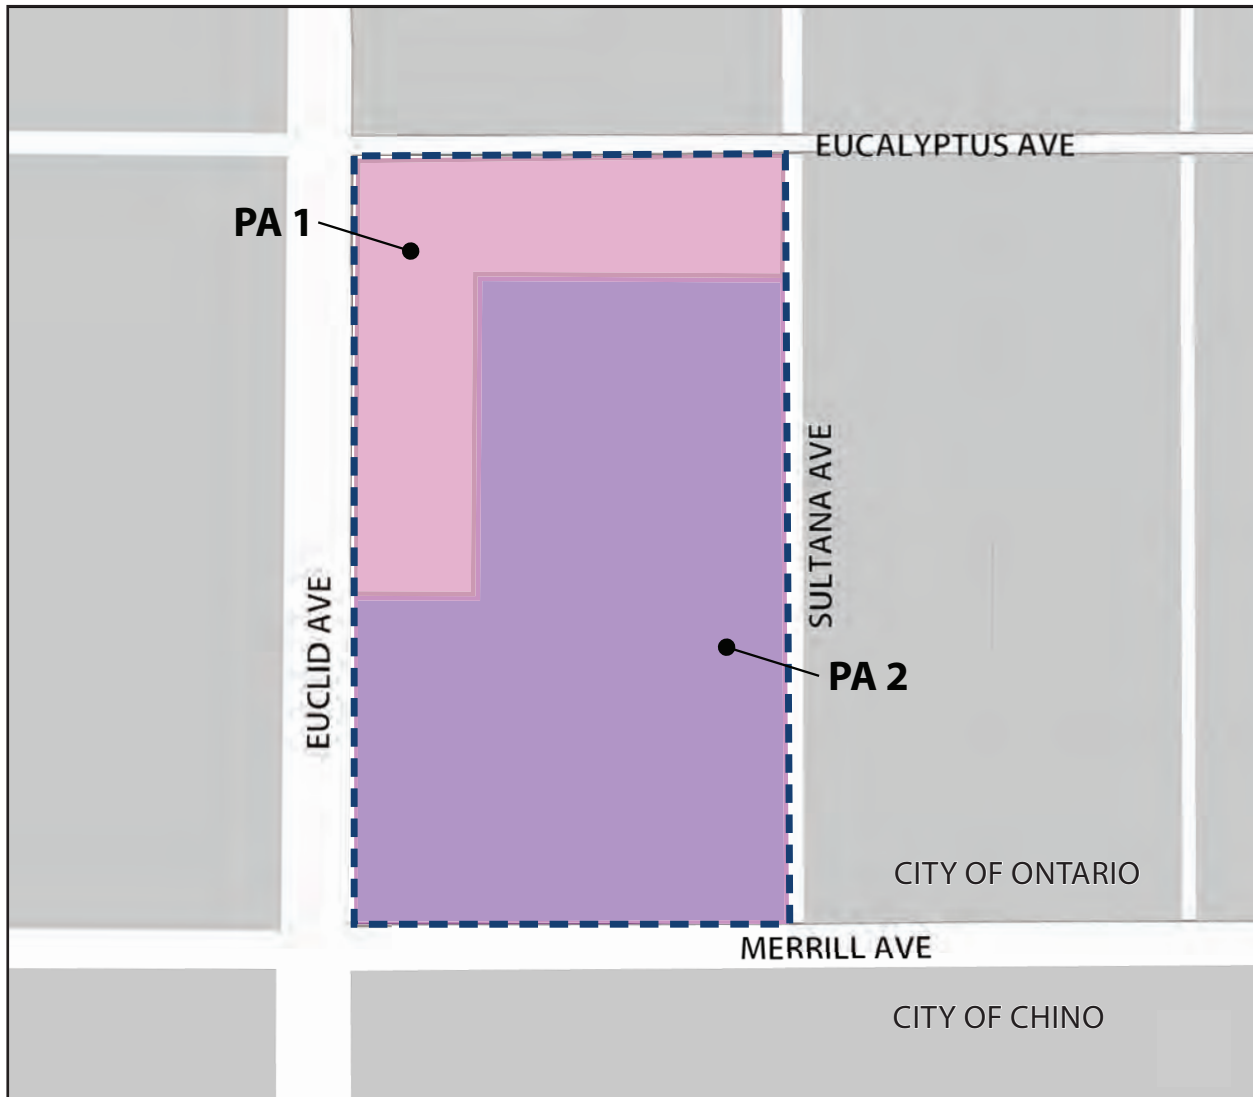 EUCALYPTUS AVE
PA 1
SULTANA AVE
EUCLID AVE
PA 2
CITY OF ONTARIO
MERRILL AVE
CITY OF CHINO